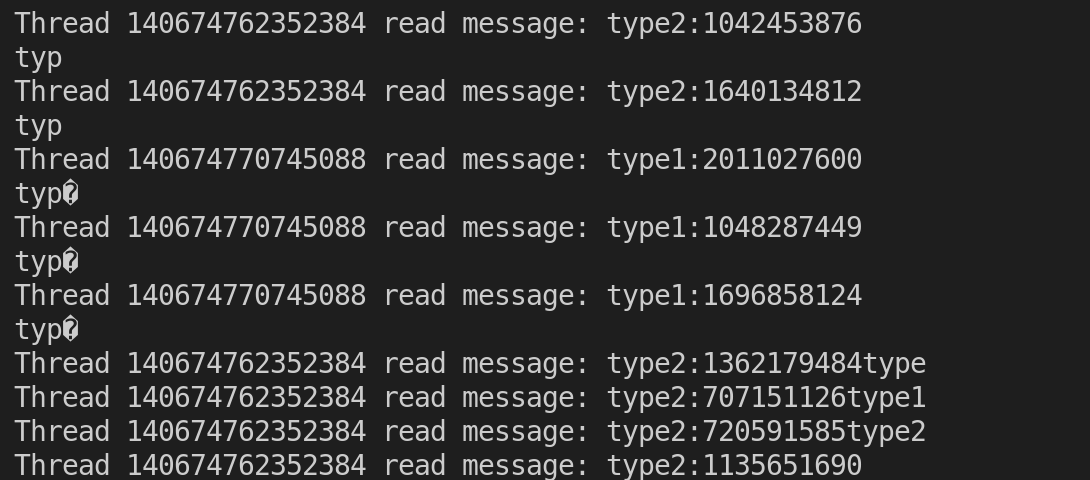 Thread 140674762352384 read message: type2:1042453876
typ
Thread 140674762352384 read message: type2:1640134812
typ
Thread 140674770745088 read message: type1:2011027600
typ�
Thread 140674770745088 read message: type1:1048287449
typ�
Thread 140674770745088 read message: type1:1696858124
typ�
Thread 140674762352384 read message: type2:1362179484type
Thread 140674762352384 read message: type2:707151126type1
Thread 140674762352384 read message: type2:720591585type2
Thread 140674762352384 read message: type2:1135651690